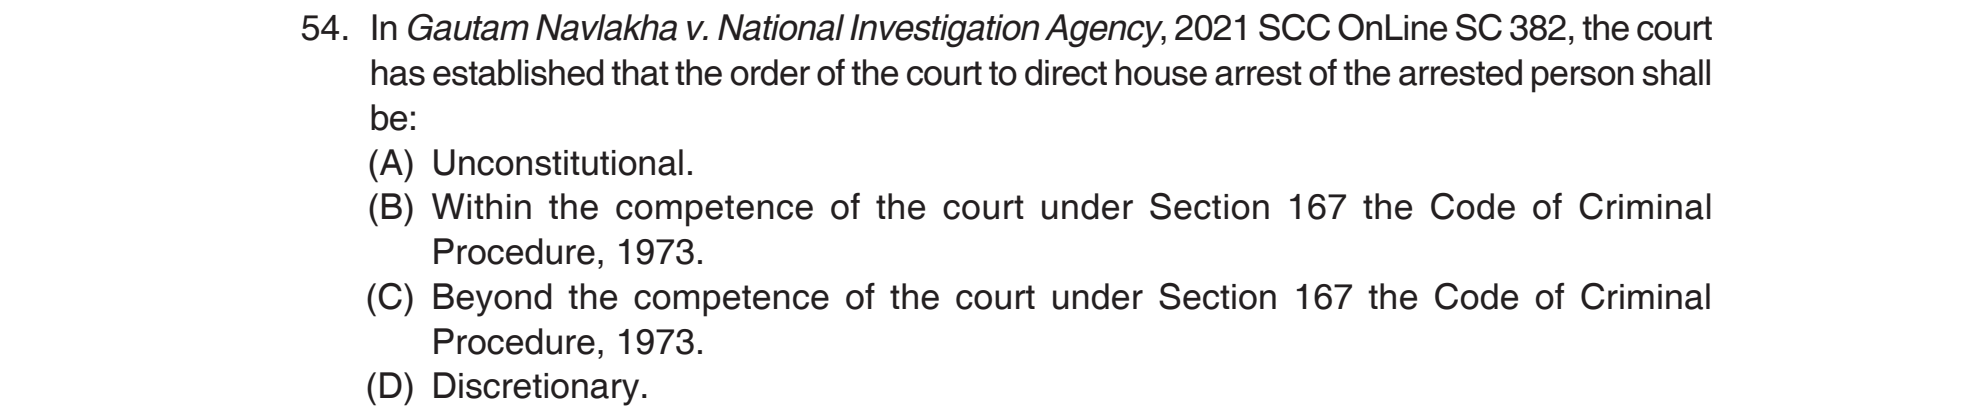 54. In Gautam Navlakha v. National Investigation Agency, 2021 SCC OnLine SC 382, the court
has established that the order of the court to direct house arrest of the arrested person shall
be:
(A) Unconstitutional.
(B) Within the competence of the court under Section 167 the Code of Criminal
Procedure, 1973.
(C) Beyond the competence of the court under Section 167 the Code of Criminal
Procedure, 1973.
(D) Discretionary.